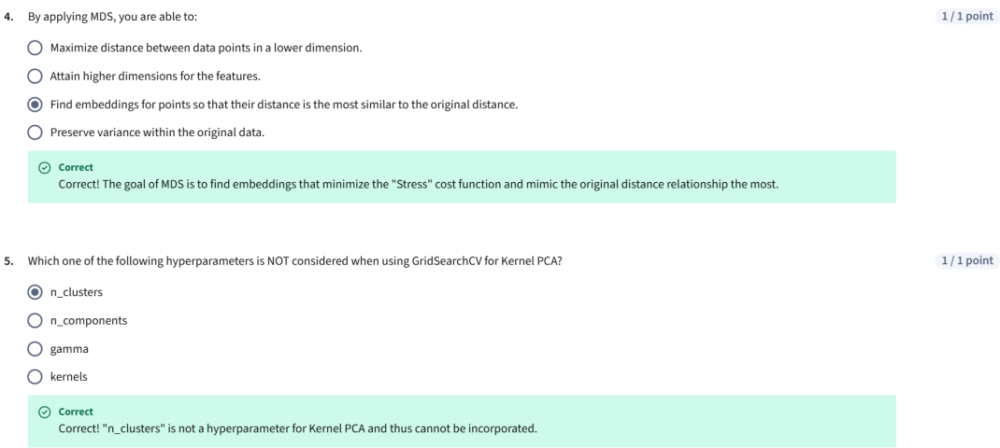 4. By applying MDS, you are able to: 1 / 1 point
Maximize distance between data points in a lower dimension.
Attain higher dimensions for the features.
Find embeddings for points so that their distance is the most similar to the original distance.
Preserve variance within the original data.
Correct
Correct! The goal of MDS is to find embeddings that minimize the "Stress" cost function and mimic the original distance relationship the most.
5. Which one of the following hyperparameters is NOT considered when using GridSearchCV for Kernel PCA? 1 / 1 point
n_clusters
n_components
gamma
kernels
Correct
Correct! "n_clusters" is not a hyperparameter for Kernel PCA and thus cannot be incorporated.